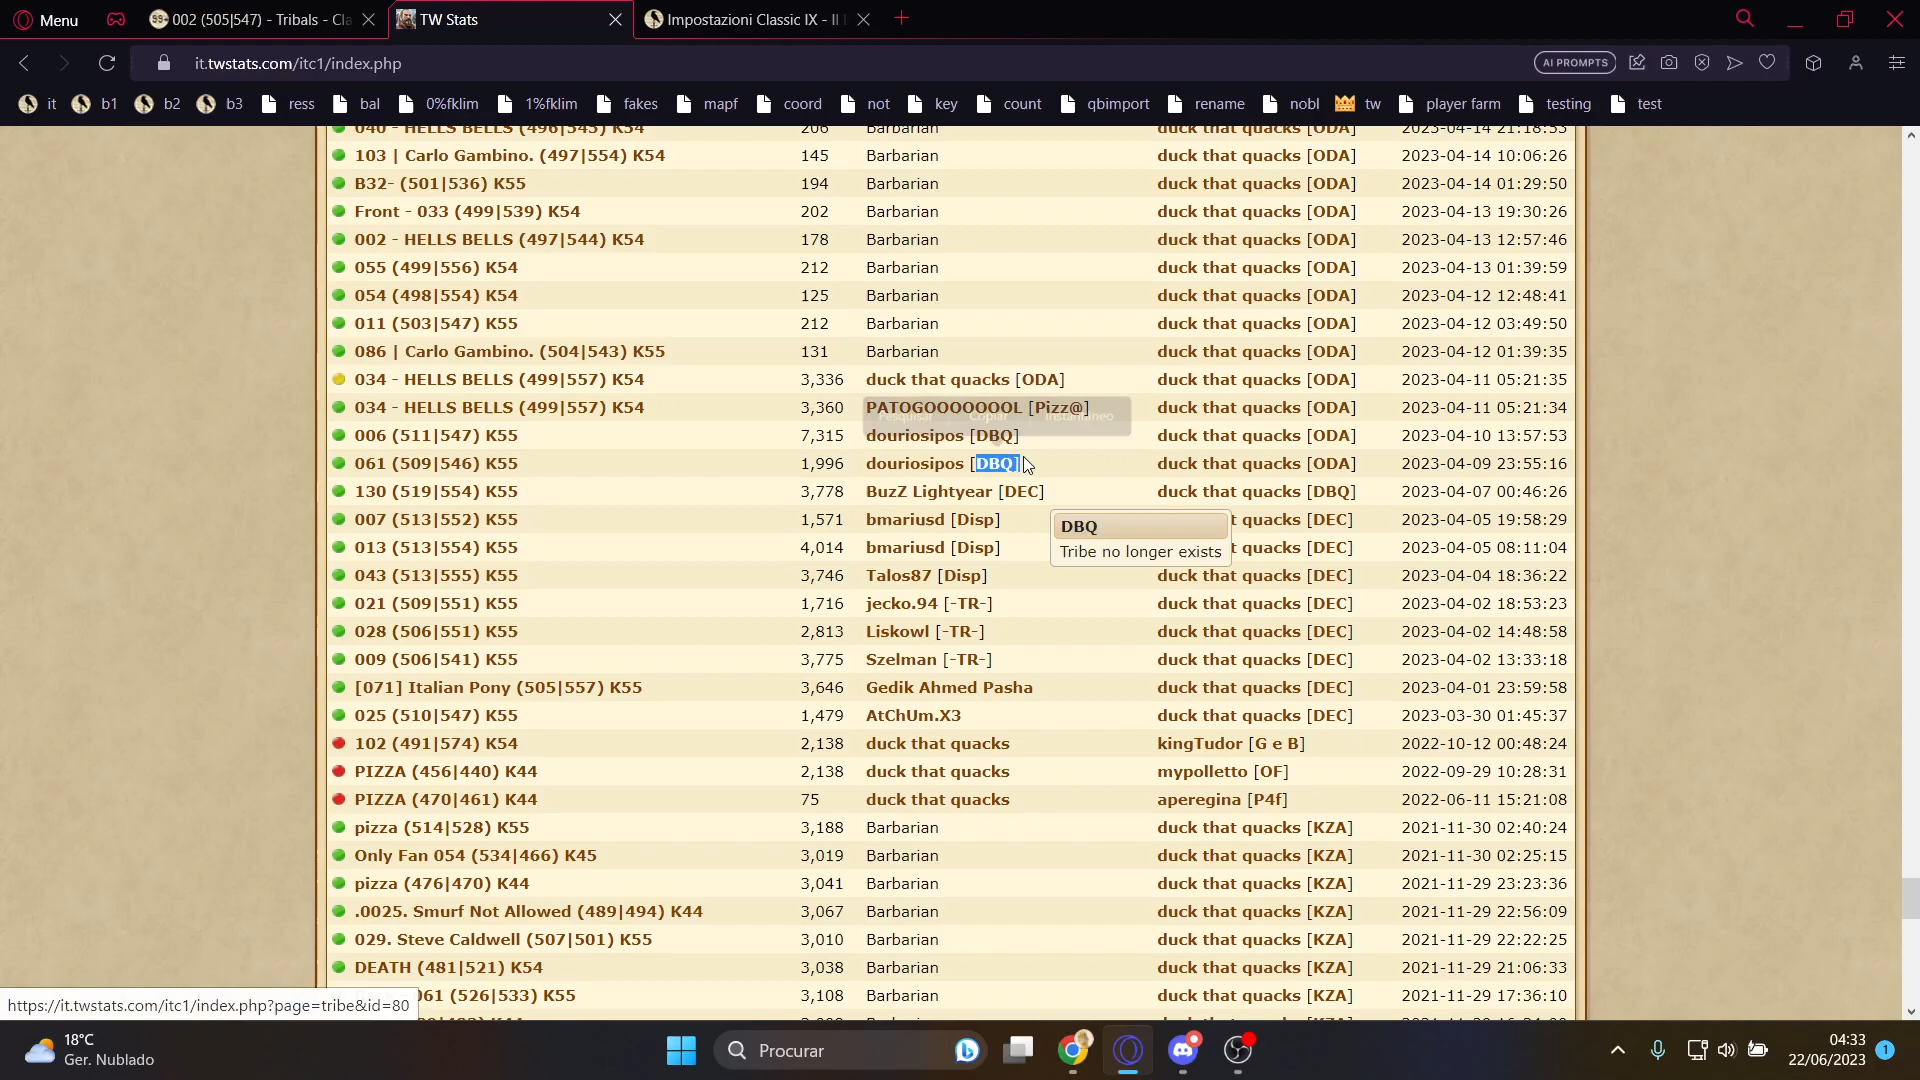 Menu
002 (505|547) - Tribals - Cla
TW Stats
Impostazioni Classic IX - Il
it.twstats.com/itc1/index.php
AI PROMPTS
it b1 b2 b3 ress bal 0%fklim 1%fklim fakes mapf coord not key count qbimport rename nobl tw player farm testing test
040 - HELLS BELLS (496|545) K54 206 Barbarian duck that quacks [ODA] 2023-04-14 21:18:53
103 | Carlo Gambino. (497|554) K54 145 Barbarian duck that quacks [ODA] 2023-04-14 10:06:26
B32- (501|536) K55 194 Barbarian duck that quacks [ODA] 2023-04-14 01:29:50
Front - 033 (499|539) K54 202 Barbarian duck that quacks [ODA] 2023-04-13 19:30:26
002 - HELLS BELLS (497|544) K54 178 Barbarian duck that quacks [ODA] 2023-04-13 12:57:46
055 (499|556) K54 212 Barbarian duck that quacks [ODA] 2023-04-13 01:39:59
054 (498|554) K54 125 Barbarian duck that quacks [ODA] 2023-04-12 12:48:41
011 (503|547) K55 212 Barbarian duck that quacks [ODA] 2023-04-12 03:49:50
086 | Carlo Gambino. (504|543) K55 131 Barbarian duck that quacks [ODA] 2023-04-12 01:39:35
034 - HELLS BELLS (499|557) K54 3,336 duck that quacks [ODA] duck that quacks [ODA] 2023-04-11 05:21:35
034 - HELLS BELLS (499|557) K54 3,360 PATOGOOOOOOOL [Pizz@] duck that quacks [ODA] 2023-04-11 05:21:34
006 (511|547) K55 7,315 douriosipos [DBQ] duck that quacks [ODA] 2023-04-10 13:57:53
061 (509|546) K55 1,996 douriosipos [DBQ] duck that quacks [ODA] 2023-04-09 23:55:16
130 (519|554) K55 3,778 BuzZ Lightyear [DEC] duck that quacks [DBQ] 2023-04-07 00:46:26
007 (513|552) K55 1,571 bmariusd [Disp] quacks [DEC] 2023-04-05 19:58:29
DBQ
013 (513|554) K55 4,014 bmariusd [Disp] quacks [DEC] 2023-04-05 08:11:04
Tribe no longer exists
043 (513|555) K55 3,746 Talos87 [Disp] duck that quacks [DEC] 2023-04-04 18:36:22
021 (509|551) K55 1,716 jecko.94 [-TR-] duck that quacks [DEC] 2023-04-02 18:53:23
028 (506|551) K55 2,813 Liskowl [-TR-] duck that quacks [DEC] 2023-04-02 14:48:58
009 (506|541) K55 3,775 Szelman [-TR-] duck that quacks [DEC] 2023-04-02 13:33:18
[071] Italian Pony (505|557) K55 3,646 Gedik Ahmed Pasha duck that quacks [DEC] 2023-04-01 23:59:58
025 (510|547) K55 1,479 AtChUm.X3 duck that quacks [DEC] 2023-03-30 01:45:37
102 (491|574) K54 2,138 duck that quacks kingTudor [G e B] 2022-10-12 00:48:24
PIZZA (456|440) K44 2,138 duck that quacks mypolletto [OF] 2022-09-29 10:28:31
PIZZA (470|461) K44 75 duck that quacks aperegina [P4f] 2022-06-11 15:21:08
pizza (514|528) K55 3,188 Barbarian duck that quacks [KZA] 2021-11-30 02:40:24
Only Fan 054 (534|466) K45 3,019 Barbarian duck that quacks [KZA] 2021-11-30 02:25:15
pizza (476|470) K44 3,041 Barbarian duck that quacks [KZA] 2021-11-29 23:23:36
.0025. Smurf Not Allowed (489|494) K44 3,067 Barbarian duck that quacks [KZA] 2021-11-29 22:56:09
029. Steve Caldwell (507|501) K55 3,010 Barbarian duck that quacks [KZA] 2021-11-29 22:22:25
DEATH (481|521) K54 3,038 Barbarian duck that quacks [KZA] 2021-11-29 21:06:33
061 (526|533) K55 3,108 Barbarian duck that quacks [KZA] 2021-11-29 17:36:10
https://it.twstats.com/itc1/index.php?page=tribe&id=80
18°C
Ger. Nublado
Procurar
04:33
22/06/2023
1